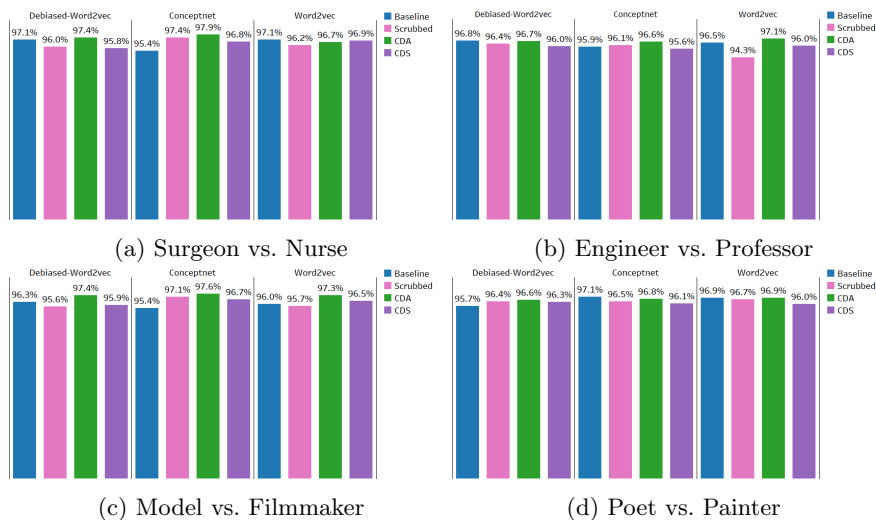 Debiased-Word2vec Conceptnet Word2vec
Baseline
Scrubbed
CDA
CDS
97.1% 96.0% 97.4% 95.8% 95.4% 97.4% 97.9% 96.8% 97.1% 96.2% 96.7% 96.9%
(a) Surgeon vs. Nurse
Debiased-Word2vec Conceptnet Word2vec
Baseline
Scrubbed
CDA
CDS
96.8% 96.4% 96.7% 96.0% 95.9% 96.1% 96.6% 95.6% 96.5% 94.3% 97.1% 96.0%
(b) Engineer vs. Professor
Debiased-Word2vec Conceptnet Word2vec
Baseline
Scrubbed
CDA
CDS
96.3% 95.6% 97.4% 95.9% 95.4% 97.1% 97.6% 96.7% 96.0% 95.7% 97.3% 96.5%
(c) Model vs. Filmmaker
Debiased-Word2vec Conceptnet Word2vec
Baseline
Scrubbed
CDA
CDS
95.7% 96.4% 96.6% 96.3% 97.1% 96.5% 96.8% 96.1% 96.9% 96.7% 96.9% 96.0%
(d) Poet vs. Painter